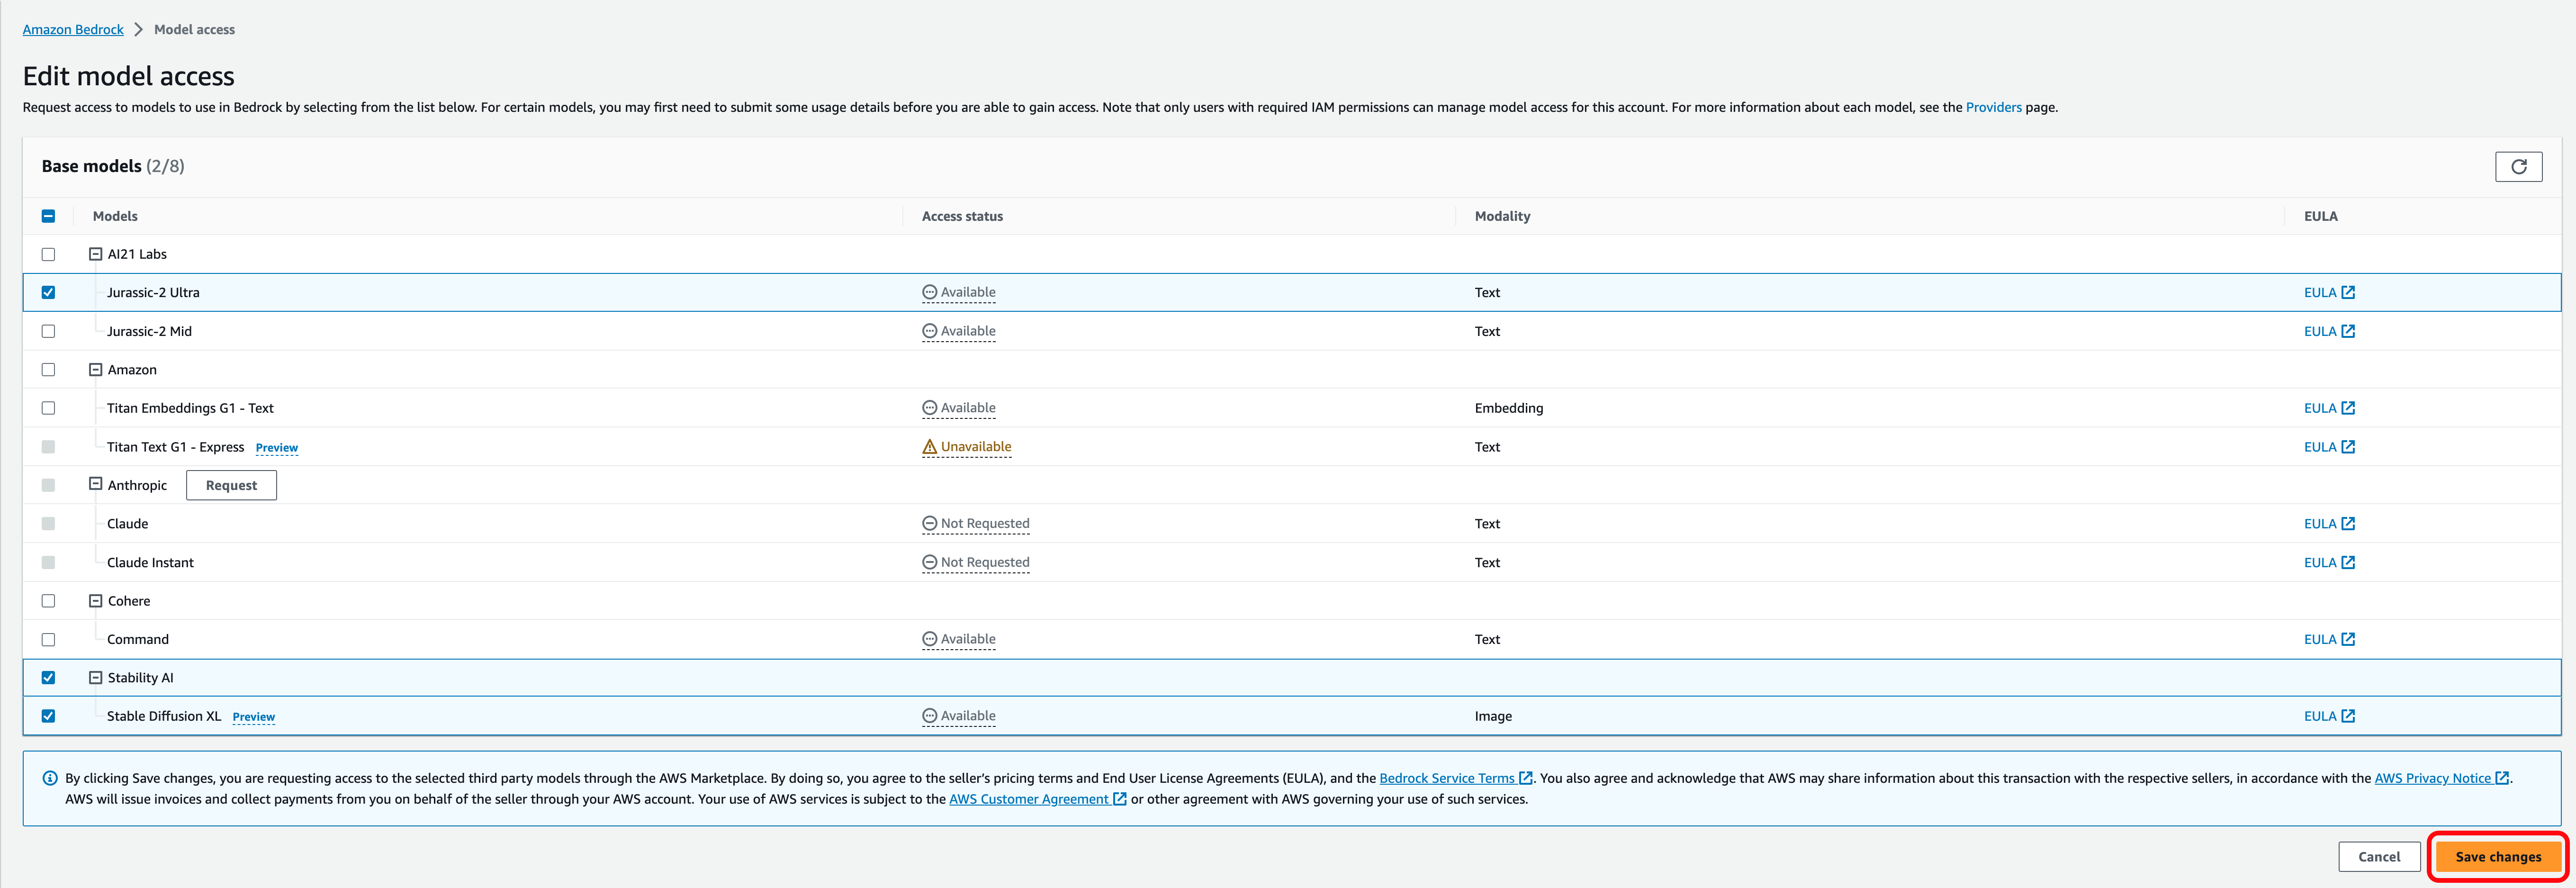 Amazon Bedrock > Model access
Edit model access
Request access to models to use in Bedrock by selecting from the list below. For certain models, you may first need to submit some usage details before you are able to gain access. Note that only users with required IAM permissions can manage model access for this account. For more information about each model, see the Providers page.
Base models (2/8)
Models Access status Modality EULA
AI21 Labs
Jurassic-2 Ultra Available Text EULA
Jurassic-2 Mid Available Text EULA
Amazon
Titan Embeddings G1 - Text Available Embedding EULA
Titan Text G1 - Express Preview Unavailable Text EULA
Anthropic Request
Claude Not Requested Text EULA
Claude Instant Not Requested Text EULA
Cohere
Command Available Text EULA
Stability AI
Stable Diffusion XL Preview Available Image EULA
By clicking Save changes, you are requesting access to the selected third party models through the AWS Marketplace. By doing so, you agree to the seller's pricing terms and End User License Agreements (EULA), and the Bedrock Service Terms. You also agree and acknowledge that AWS may share information about this transaction with the respective sellers, in accordance with the AWS Privacy Notice.
AWS will issue invoices and collect payments from you on behalf of the seller through your AWS account. Your use of AWS services is subject to the AWS Customer Agreement or other agreement with AWS governing your use of such services.
Cancel Save changes